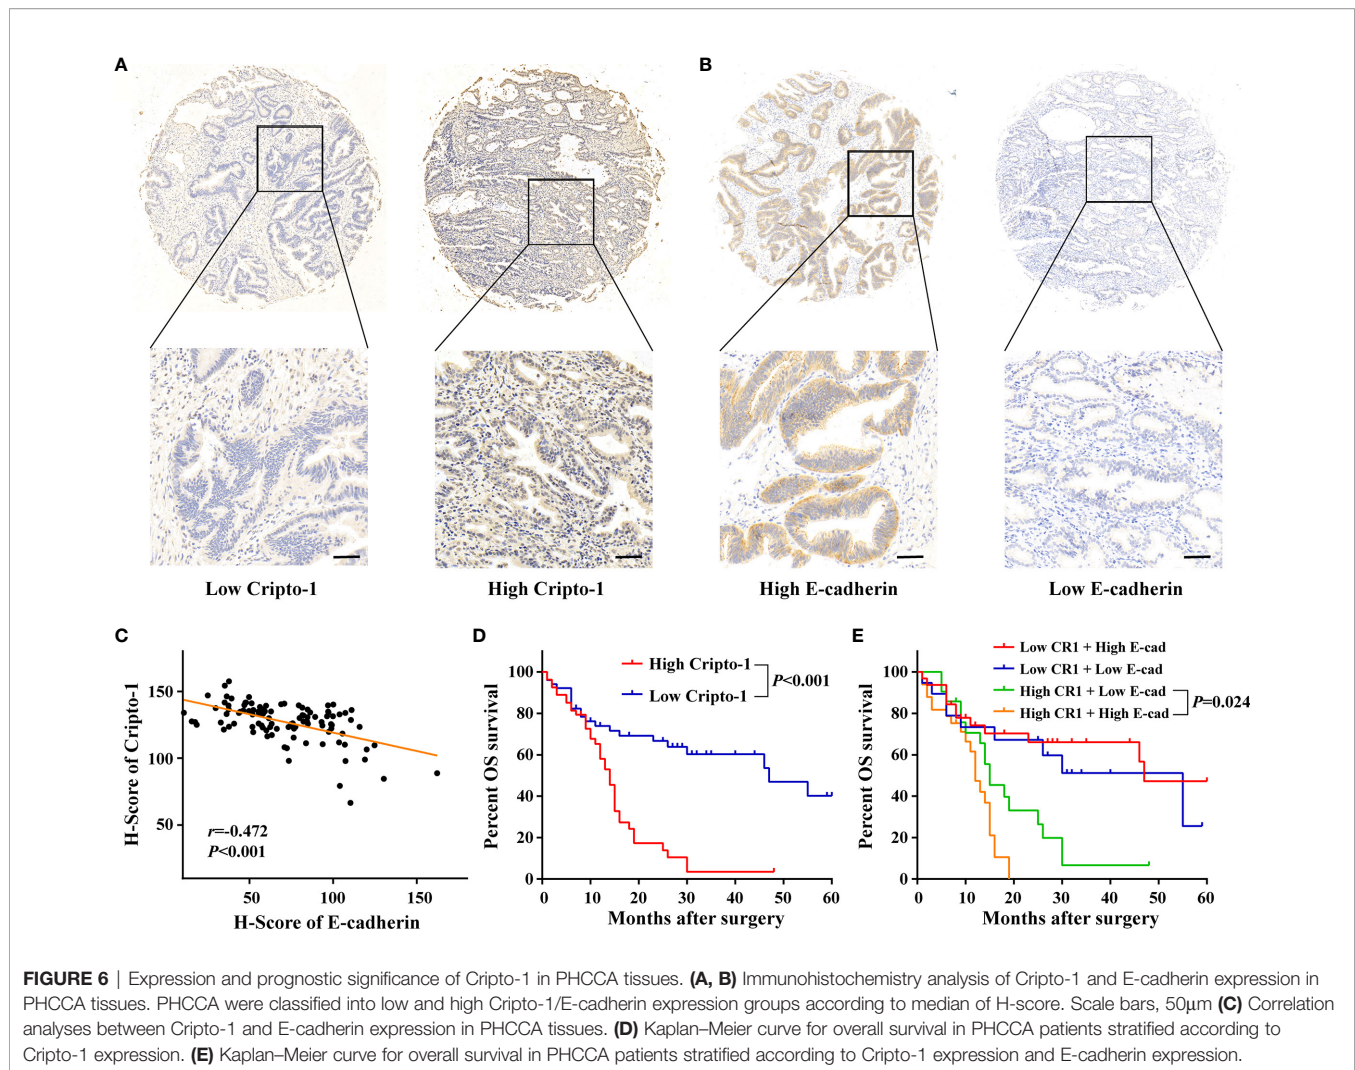 A
B
Low Cripto-1
High Cripto-1
High E-cadherin
Low E-cadherin
C
H-Score of Cripto-1
150
100
50
r=-0.472
P<0.001
50
100
150
H-Score of E-cadherin
D
Percent OS survival
100
80
60
40
20
0
High Cripto-1
Low Cripto-1
P<0.001
0 10 20 30 40 50 60
Months after surgery
E
Percent OS survival
100
80
60
40
20
0
Low CR1 + High E-cad
Low CR1 + Low E-cad
High CR1 + Low E-cad
High CR1 + High E-cad
P=0.024
0 10 20 30 40 50 60
Months after surgery
FIGURE 6 | Expression and prognostic significance of Cripto-1 in PHCCA tissues. (A, B) Immunohistochemistry analysis of Cripto-1 and E-cadherin expression in
PHCCA tissues. PHCCA were classified into low and high Cripto-1/E-cadherin expression groups according to median of H-score. Scale bars, 50μm (C) Correlation
analyses between Cripto-1 and E-cadherin expression in PHCCA tissues. (D) Kaplan–Meier curve for overall survival in PHCCA patients stratified according to
Cripto-1 expression. (E) Kaplan–Meier curve for overall survival in PHCCA patients stratified according to Cripto-1 expression and E-cadherin expression.